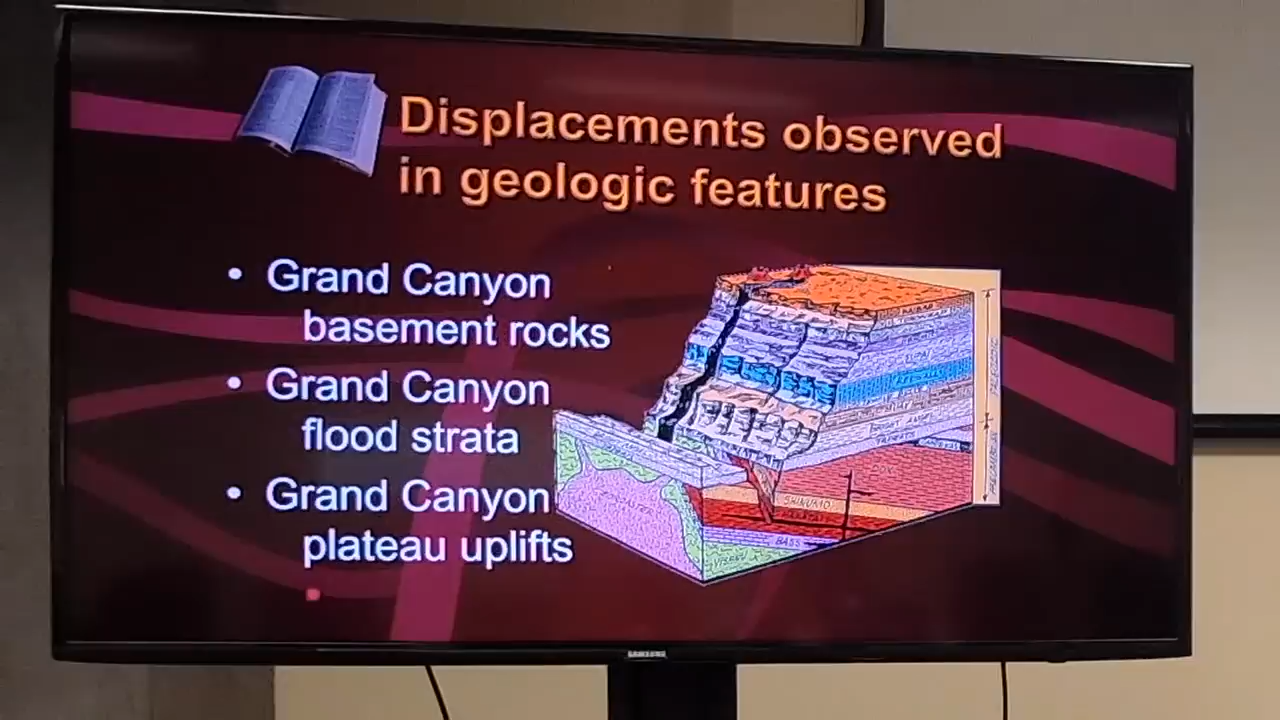 Displacements observed
in geologic features
• Grand Canyon
basement rocks
• Grand Canyon
flood strata
• Grand Canyon
plateau uplifts
SHINUMO
BASS
SAMSUNG